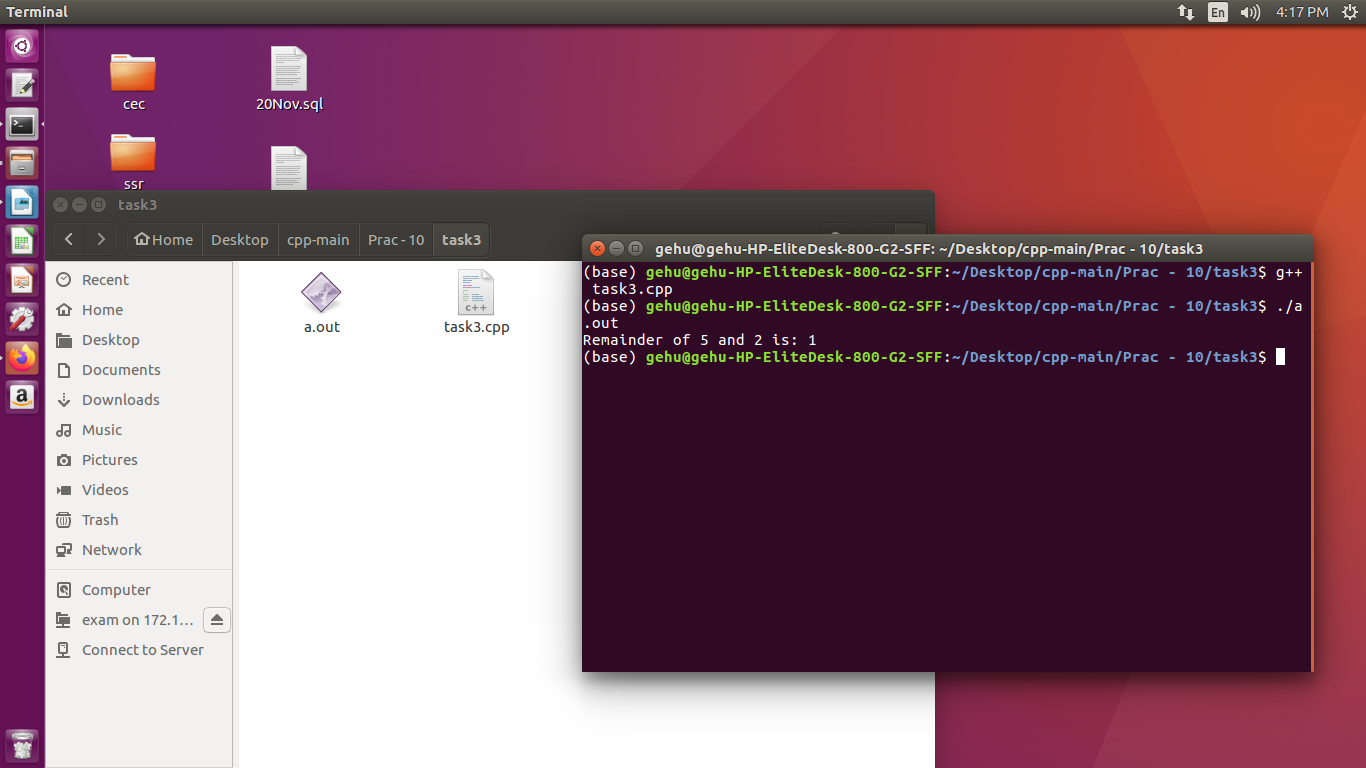 Terminal
En
4:17 PM
cec
20Nov.sql
ssr
task3
Home
Desktop
cpp-main
Prac - 10
task3
Recent
Home
Desktop
Documents
Downloads
Music
Pictures
Videos
Trash
Network
Computer
exam on 172.1...
Connect to Server
a.out
C++
task3.cpp
gehu@gehu-HP-EliteDesk-800-G2-SFF: ~/Desktop/cpp-main/Prac - 10/task3
(base) gehu@gehu-HP-EliteDesk-800-G2-SFF:~/Desktop/cpp-main/Prac - 10/task3$ g++
task3.cpp
(base) gehu@gehu-HP-EliteDesk-800-G2-SFF:~/Desktop/cpp-main/Prac - 10/task3$ ./a
.out
Remainder of 5 and 2 is: 1
(base) gehu@gehu-HP-EliteDesk-800-G2-SFF:~/Desktop/cpp-main/Prac - 10/task3$